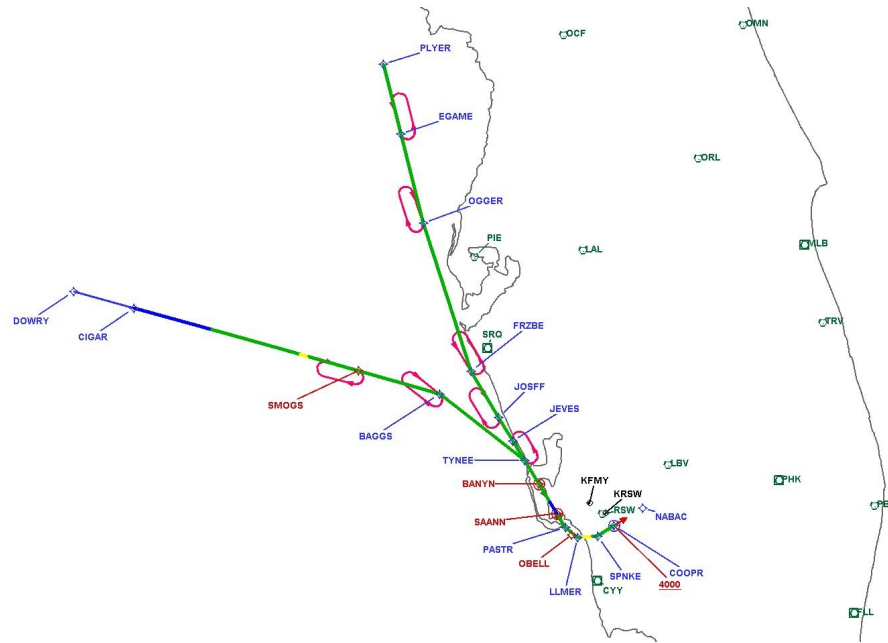 OMN
OCF
PLYER
EGAME
ORL
OGGER
PIE
LAL
MLB
DOWRY
CIGAR
TRV
SRQ
FRZBE
SMOGS
JOSFF
BAGGS
JEVES
TYNEE
LBV
BANYN
KFMY
PHK
KRSW
RSW
NABAC
SAANN
PASTR
OBELL
LLMER
SPNKE
COOPR
4000
CYY
FLL